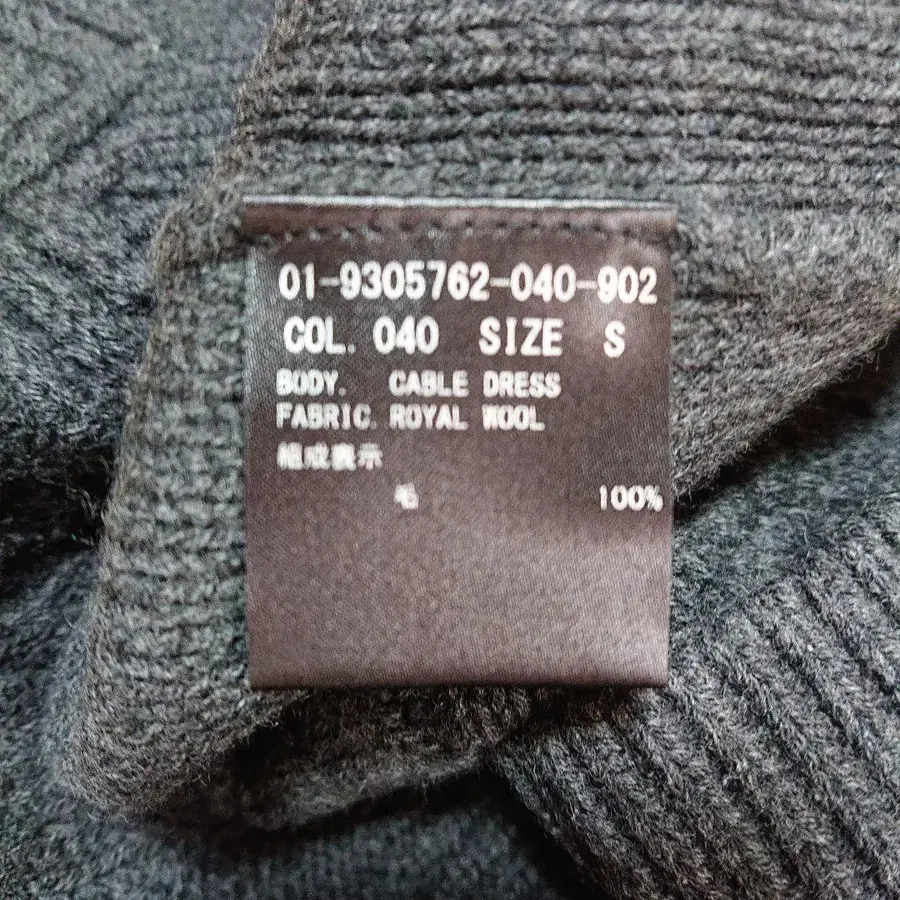 01-9305762-040-902
COL. 040 SIZE S
BODY. CABLE DRESS
FABRIC. ROYAL WOOL
組成表示
毛 100%